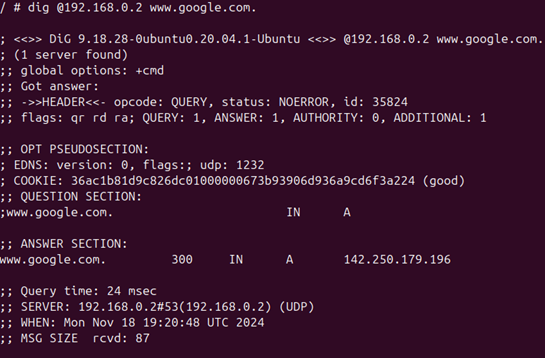 / # dig @192.168.0.2 www.google.com.
; <<>> DiG 9.18.28-0ubuntu0.20.04.1-Ubuntu <<>> @192.168.0.2 www.google.com.
; (1 server found)
;; global options: +cmd
;; Got answer:
;; ->>HEADER<<- opcode: QUERY, status: NOERROR, id: 35824
;; flags: qr rd ra; QUERY: 1, ANSWER: 1, AUTHORITY: 0, ADDITIONAL: 1
;; OPT PSEUDOSECTION:
; EDNS: version: 0, flags:; udp: 1232
; COOKIE: 36ac1b81d9c826dc01000000673b93906d936a9cd6f3a224 (good)
;; QUESTION SECTION:
;www.google.com. IN A
;; ANSWER SECTION:
www.google.com. 300 IN A 142.250.179.196
;; Query time: 24 msec
;; SERVER: 192.168.0.2#53(192.168.0.2) (UDP)
;; WHEN: Mon Nov 18 19:20:48 UTC 2024
;; MSG SIZE rcvd: 87